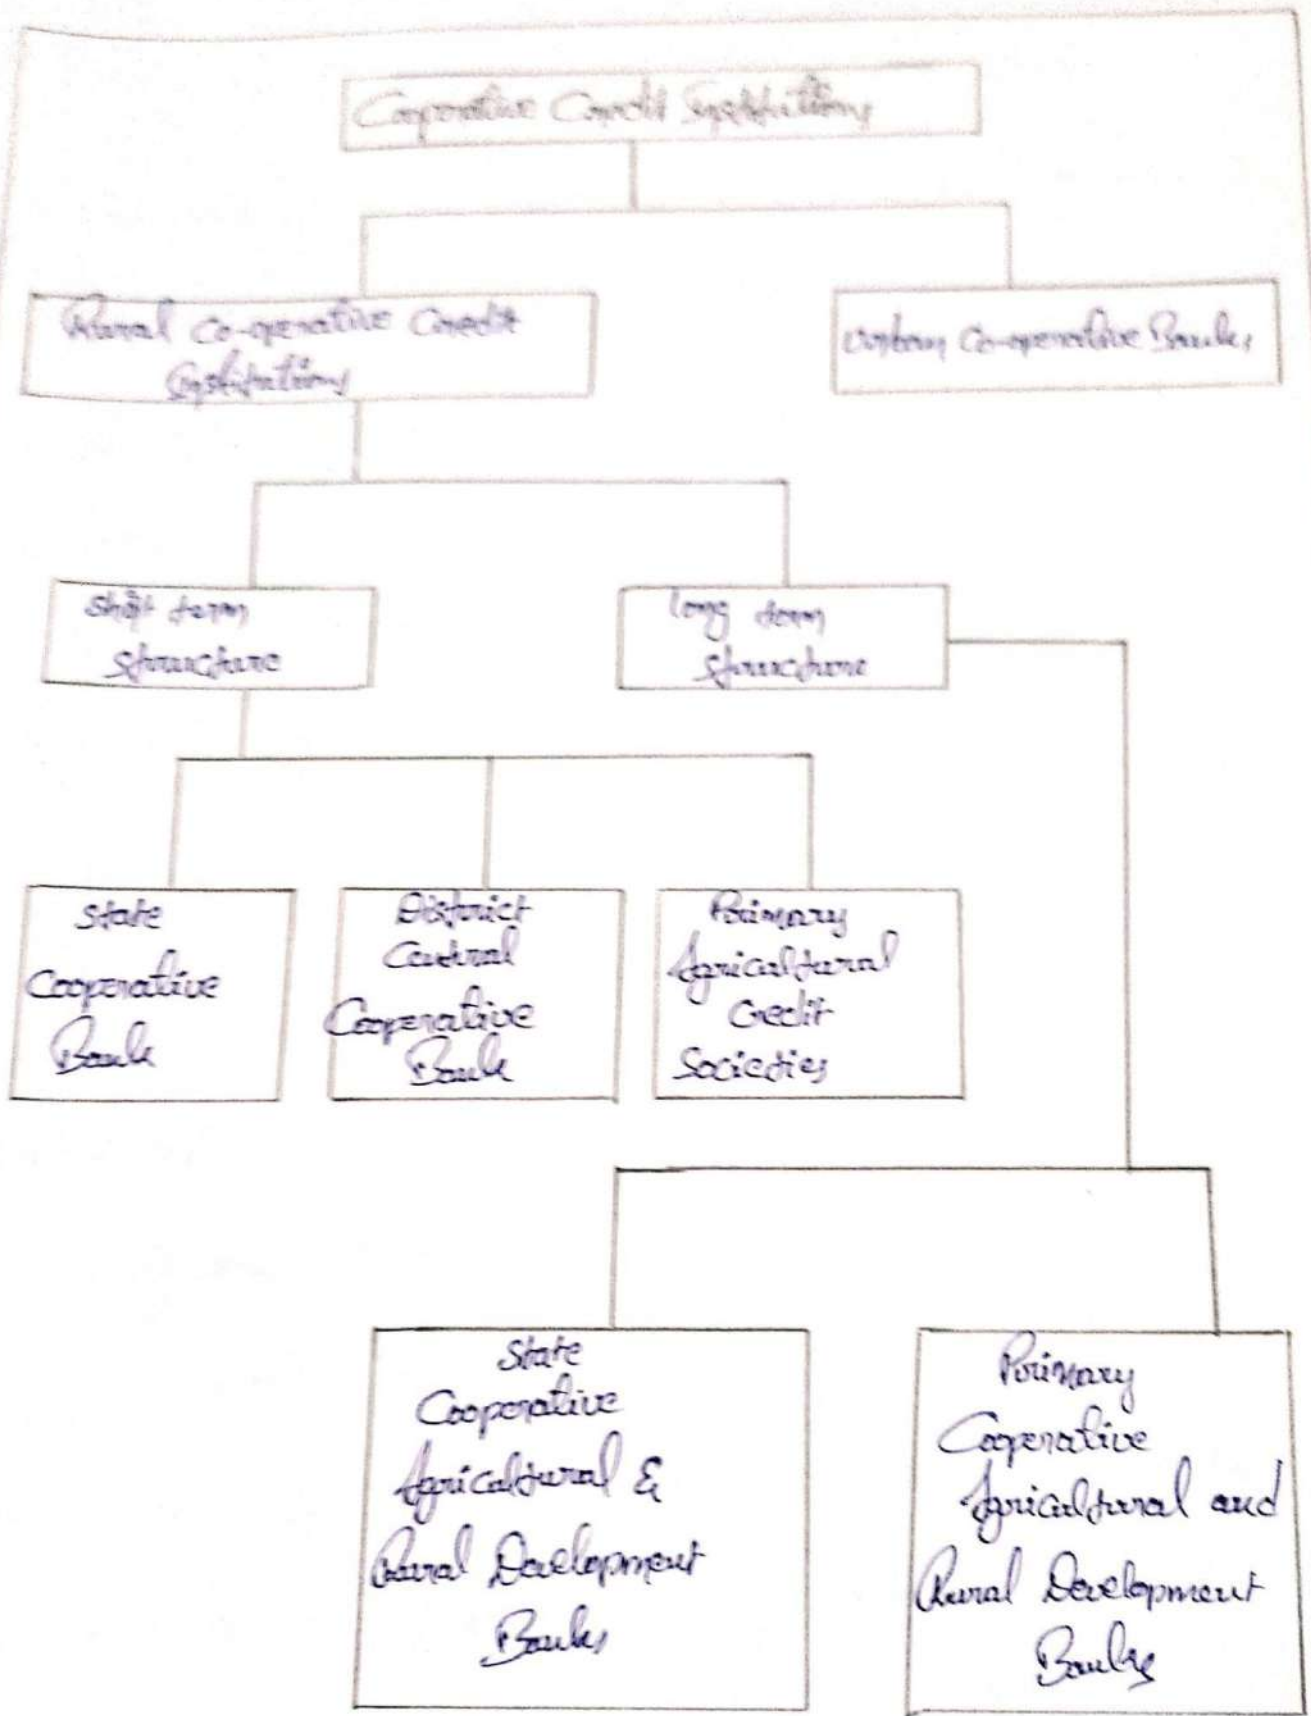 Cooperative Credit Institutions
Rural Co-operative Credit
Institutions
Urban Co-operative Banks
Short term
structure
long term
structure
State
Cooperative
Bank
District
Central
Cooperative
Bank
Primary
Agricultural
Credit
Societies
State
Cooperative
Agricultural &
Rural Development
Banks
Primary
Cooperative
Agricultural and
Rural Development
Banks